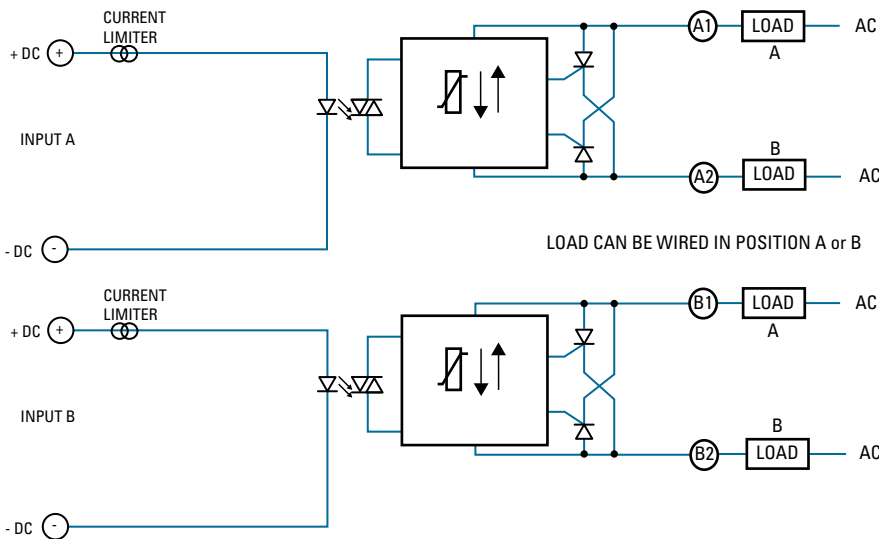 CURRENT
LIMITER
+ DC +
INPUT A
- DC -
A1 LOAD AC
A
B
A2 LOAD AC
LOAD CAN BE WIRED IN POSITION A or B
CURRENT
LIMITER
+ DC +
INPUT B
- DC -
B1 LOAD AC
A
B
B2 LOAD AC